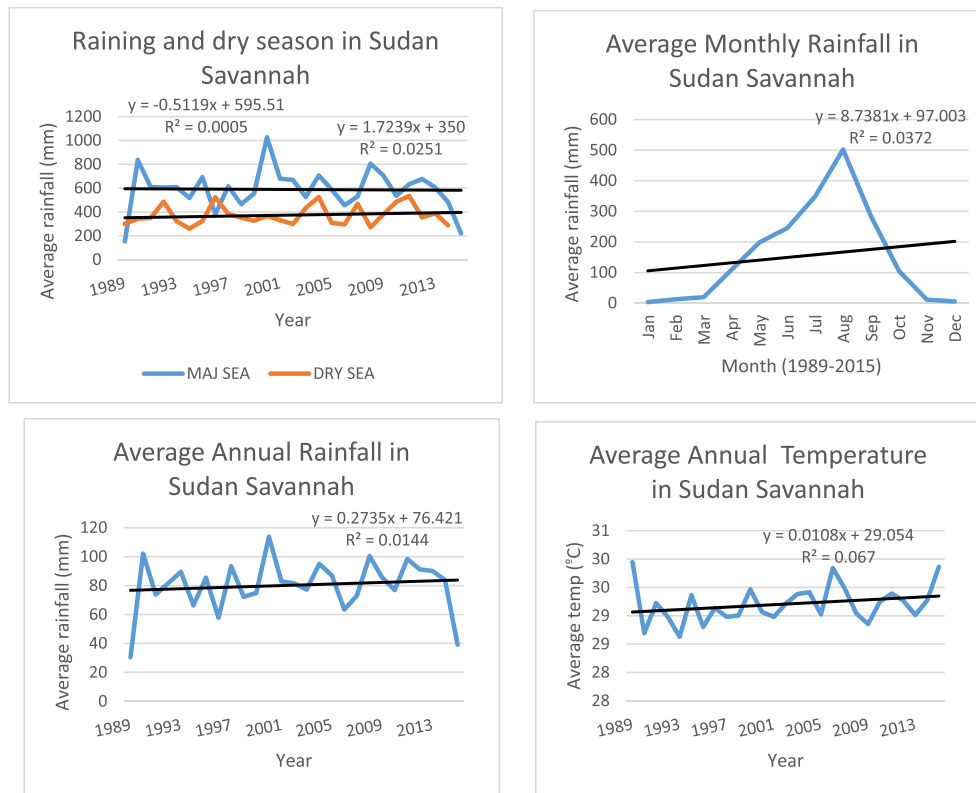 Raining and dry season in Sudan
Savannah
y = -0.5119x + 595.51
R² = 0.0005
y = 1.7239x + 350
R² = 0.0251
Average rainfall (mm)
1200
1000
800
600
400
200
0
1989
1993
1997
2001
2005
2009
2013
Year
MAJ SEA
DRY SEA
Average Monthly Rainfall in
Sudan Savannah
y = 8.7381x + 97.003
R² = 0.0372
Average rainfall (mm)
600
500
400
300
200
100
0
Jan
Feb
Mar
Apr
May
Jun
Jul
Aug
Sep
Oct
Nov
Dec
Month (1989-2015)
Average Annual Rainfall in
Sudan Savannah
y = 0.2735x + 76.421
R² = 0.0144
Average rainfall (mm)
120
100
80
60
40
20
0
1989
1993
1997
2001
2005
2009
2013
Year
Average Annual  Temperature
in Sudan Savannah
y = 0.0108x + 29.054
R² = 0.067
Average temp (°C)
31
30
30
29
29
28
28
1989
1993
1997
2001
2005
2009
2013
Year